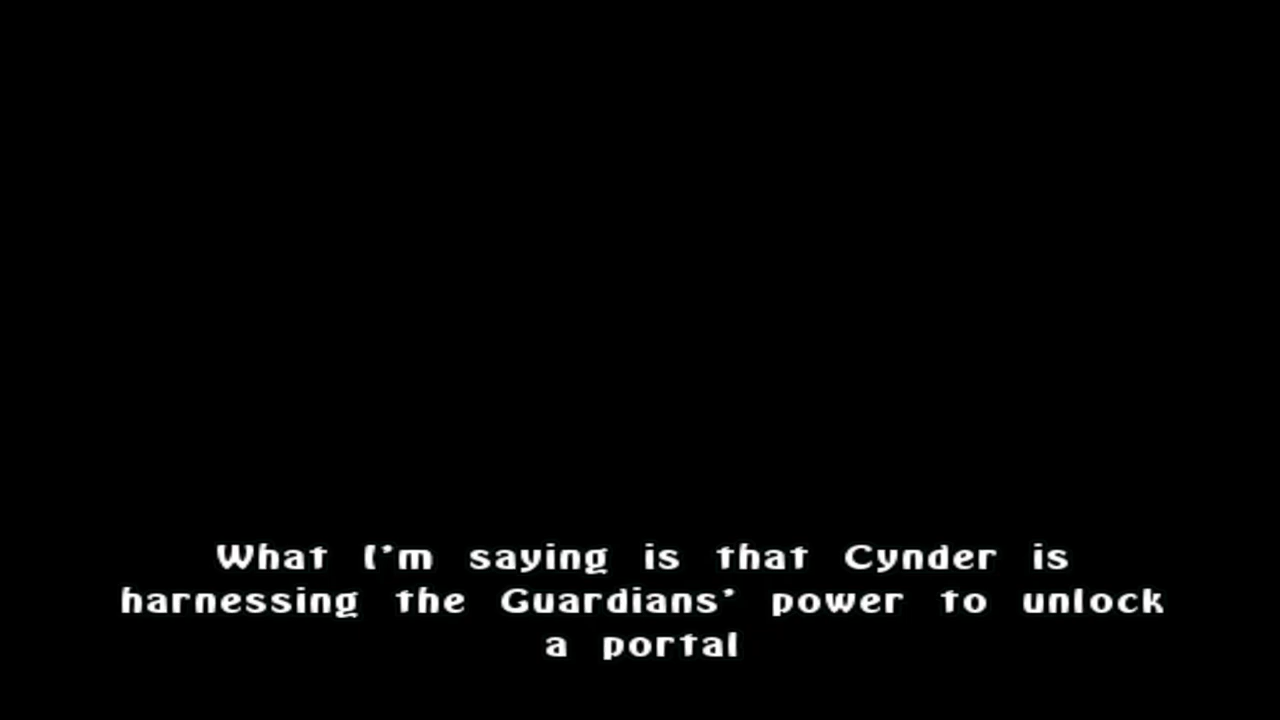 What I'm saying is that Cynder is
harnessing the Guardians' power to unlock
a portal